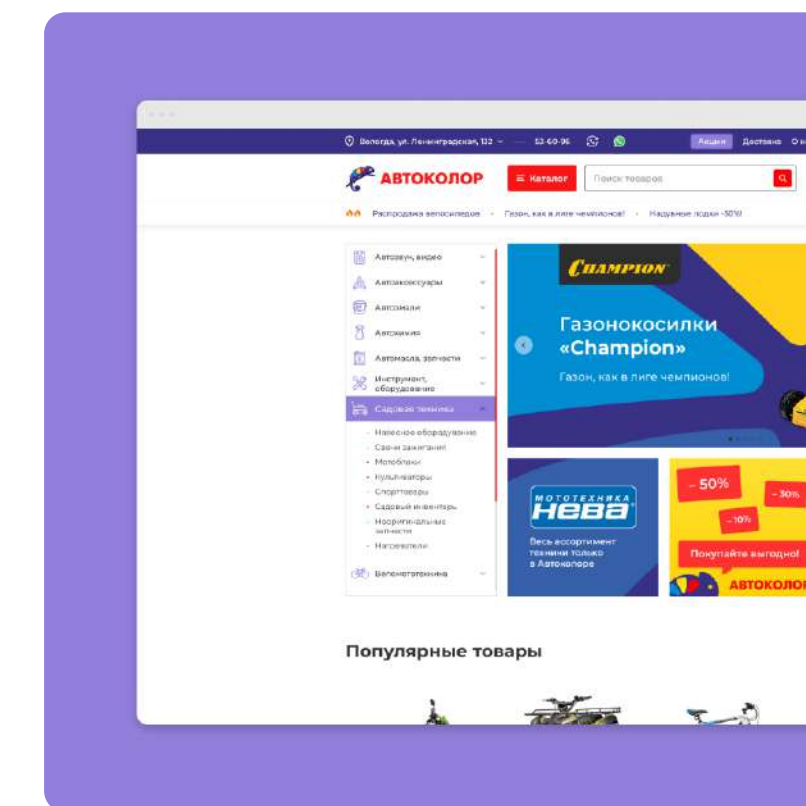 Вологда, ул. Ленинградская, 132
52-60-96
Акции
Доставка
АВТОКОЛОР
Каталог
Поиск товаров
Распродажа велосипедов
Газон, как в лиге чемпионов!
Надувные лодки -50%!
Автозвук, видео
Автоаксессуары
Автоэмали
Автохимия
Автомасла, запчасти
Инструмент,
оборудование
Садовая техника
Навесное оборудование
Свечи зажигания
Мотоблоки
Культиваторы
Спорттовары
Садовый инвентарь
Неоригинальные
запчасти
Нагреватели
Веломототехника
CHAMPION
Газонокосилки
«Champion»
Газон, как в лиге чемпионов!
МОТОТЕХНИКА
Нева
Весь ассортимент
техники только
в Автоколоре
- 50%
- 30%
- 10%
Покупайте выгодно!
АВТОКОЛОР
Популярные товары